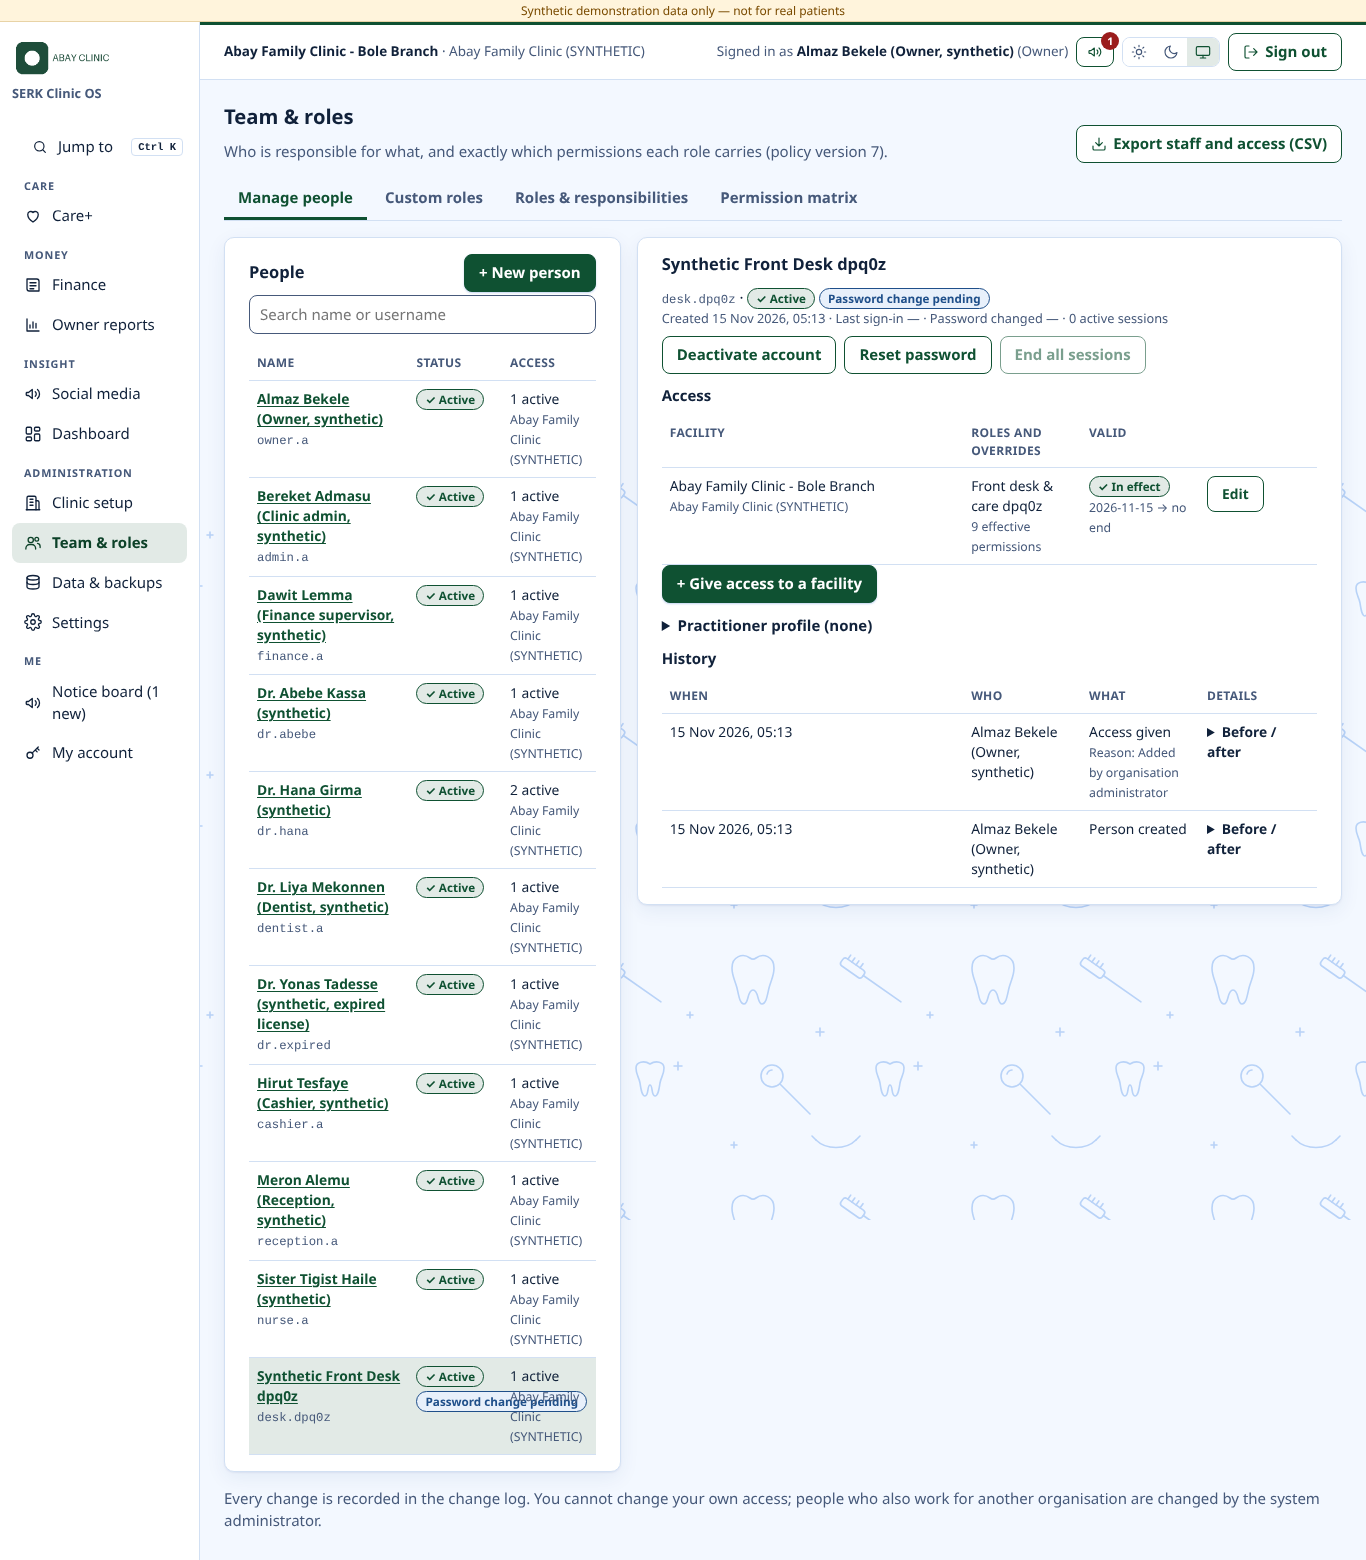 Synthetic demonstration data only — not for real patients
ABAY CLINIC
SERK Clinic OS
Jump to Ctrl K
CARE
Care+
MONEY
Finance
Owner reports
INSIGHT
Social media
Dashboard
ADMINISTRATION
Clinic setup
Team & roles
Data & backups
Settings
ME
Notice board (1
new)
My account
Abay Family Clinic - Bole Branch · Abay Family Clinic (SYNTHETIC)
Signed in as Almaz Bekele (Owner, synthetic) (Owner)
1
Sign out
Team & roles
Who is responsible for what, and exactly which permissions each role carries (policy version 7).
Export staff and access (CSV)
Manage people Custom roles Roles & responsibilities Permission matrix
People
+ New person
Search name or username
NAME STATUS ACCESS
Almaz Bekele
(Owner, synthetic)
owner.a
✓ Active
1 active
Abay Family
Clinic
(SYNTHETIC)
Bereket Admasu
(Clinic admin,
synthetic)
admin.a
✓ Active
1 active
Abay Family
Clinic
(SYNTHETIC)
Dawit Lemma
(Finance supervisor,
synthetic)
finance.a
✓ Active
1 active
Abay Family
Clinic
(SYNTHETIC)
Dr. Abebe Kassa
(synthetic)
dr.abebe
✓ Active
1 active
Abay Family
Clinic
(SYNTHETIC)
Dr. Hana Girma
(synthetic)
dr.hana
✓ Active
2 active
Abay Family
Clinic
(SYNTHETIC)
Dr. Liya Mekonnen
(Dentist, synthetic)
dentist.a
✓ Active
1 active
Abay Family
Clinic
(SYNTHETIC)
Dr. Yonas Tadesse
(synthetic, expired
license)
dr.expired
✓ Active
1 active
Abay Family
Clinic
(SYNTHETIC)
Hirut Tesfaye
(Cashier, synthetic)
cashier.a
✓ Active
1 active
Abay Family
Clinic
(SYNTHETIC)
Meron Alemu
(Reception,
synthetic)
reception.a
✓ Active
1 active
Abay Family
Clinic
(SYNTHETIC)
Sister Tigist Haile
(synthetic)
nurse.a
✓ Active
1 active
Abay Family
Clinic
(SYNTHETIC)
Synthetic Front Desk
dpq0z
desk.dpq0z
✓ Active
Password change pending
1 active
Abay Family
Clinic
(SYNTHETIC)
Synthetic Front Desk dpq0z
desk.dpq0z · ✓ Active Password change pending
Created 15 Nov 2026, 05:13 · Last sign-in — · Password changed — · 0 active sessions
Deactivate account Reset password End all sessions
Access
FACILITY ROLES AND OVERRIDES VALID
Abay Family Clinic - Bole Branch
Abay Family Clinic (SYNTHETIC)
Front desk &
care dpq0z
9 effective
permissions
✓ In effect
2026-11-15 → no
end
Edit
+ Give access to a facility
▶ Practitioner profile (none)
History
WHEN WHO WHAT DETAILS
15 Nov 2026, 05:13
Almaz Bekele
(Owner,
synthetic)
Access given
Reason: Added
by organisation
administrator
▶ Before /
after
15 Nov 2026, 05:13
Almaz Bekele
(Owner,
synthetic)
Person created
▶ Before /
after
Every change is recorded in the change log. You cannot change your own access; people who also work for another organisation are changed by the system
administrator.